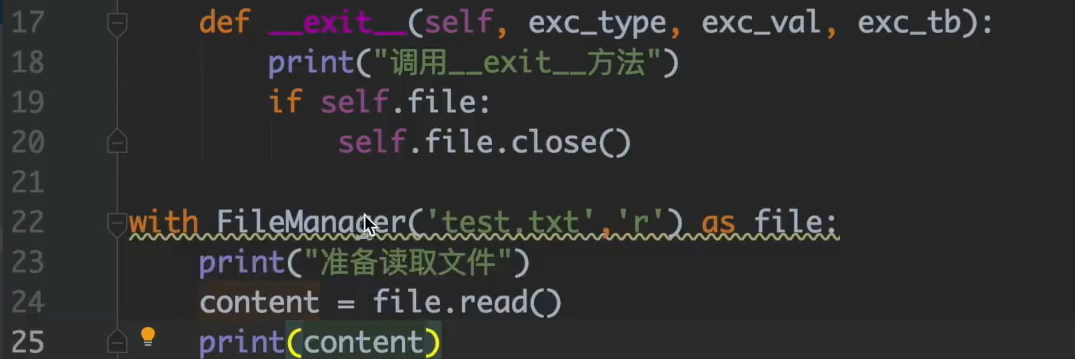 17 def __exit__(self, exc_type, exc_val, exc_tb):
18 print("调用__exit__方法")
19 if self.file:
20 self.file.close()
21
22 with FileManager('test.txt','r') as file:
23 print("准备读取文件")
24 content = file.read()
25 print(content)